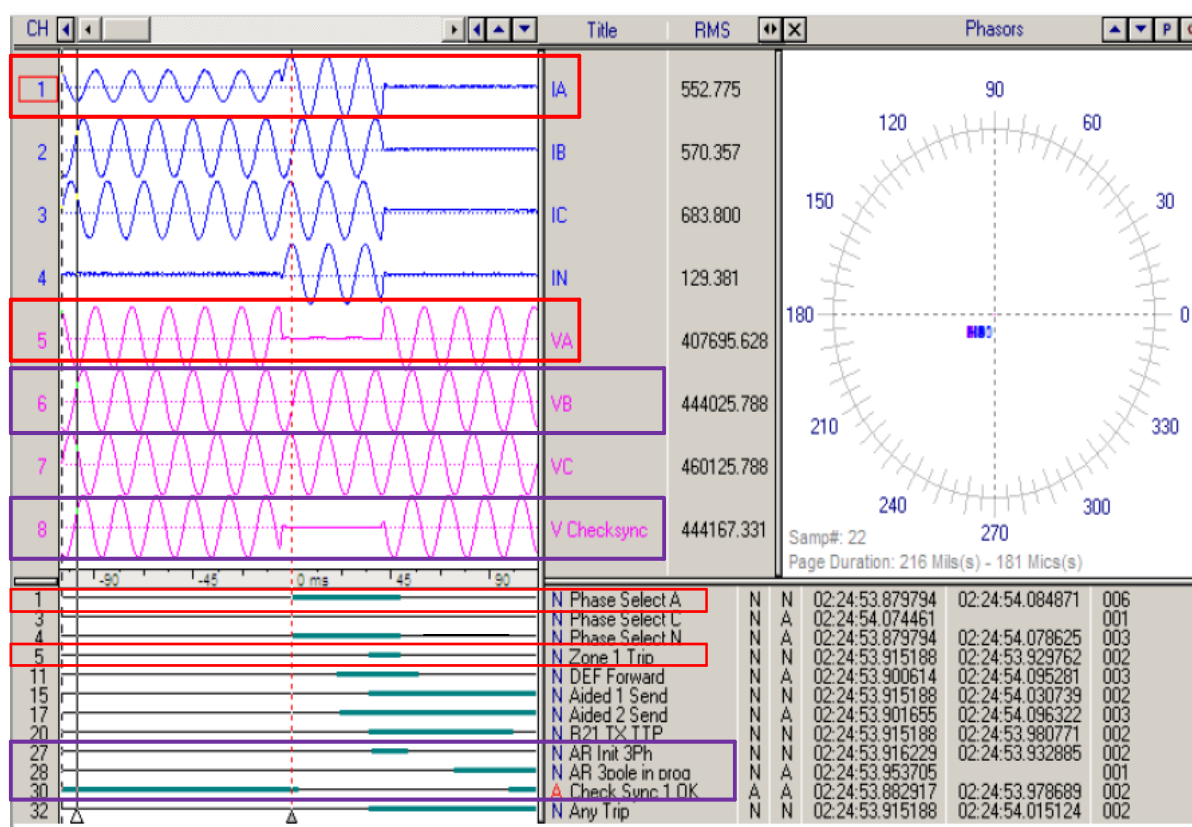 CH Title RMS Phasors P
1 IA 552.775
2 IB 570.357
3 IC 683.800
4 IN 129.381
5 VA 407695.628
6 VB 444025.788
7 VC 460125.788
8 V Checksync 444167.331
90
120 60
150 30
180 0
210 330
240 300
270
Samp#: 22
Page Duration: 216 Mils(s) - 181 Mics(s)
-90 -45 0 ms 45 90
1 N Phase Select A N N 02:24:53.879794 02:24:54.084871 006
3 N Phase Select C N A 02:24:54.074461 001
4 N Phase Select N N A 02:24:53.879794 02:24:54.078625 003
5 N Zone 1 Trip N N 02:24:53.915188 02:24:53.929762 002
11 N DEF Forward N A 02:24:53.900614 02:24:54.095281 003
15 N Aided 1 Send N N 02:24:53.915188 02:24:54.030739 002
17 N Aided 2 Send N A 02:24:53.901655 02:24:54.096322 003
20 N R21 TX TTP N N 02:24:53.915188 02:24:53.980771 002
27 N AR Init 3Ph N N 02:24:53.916229 02:24:53.932885 002
28 N AR 3pole in prog N A 02:24:53.953705 001
30 A Check Sync 1 OK A A 02:24:53.882917 02:24:53.978689 002
32 N Any Trip N N 02:24:53.915188 02:24:54.015124 002